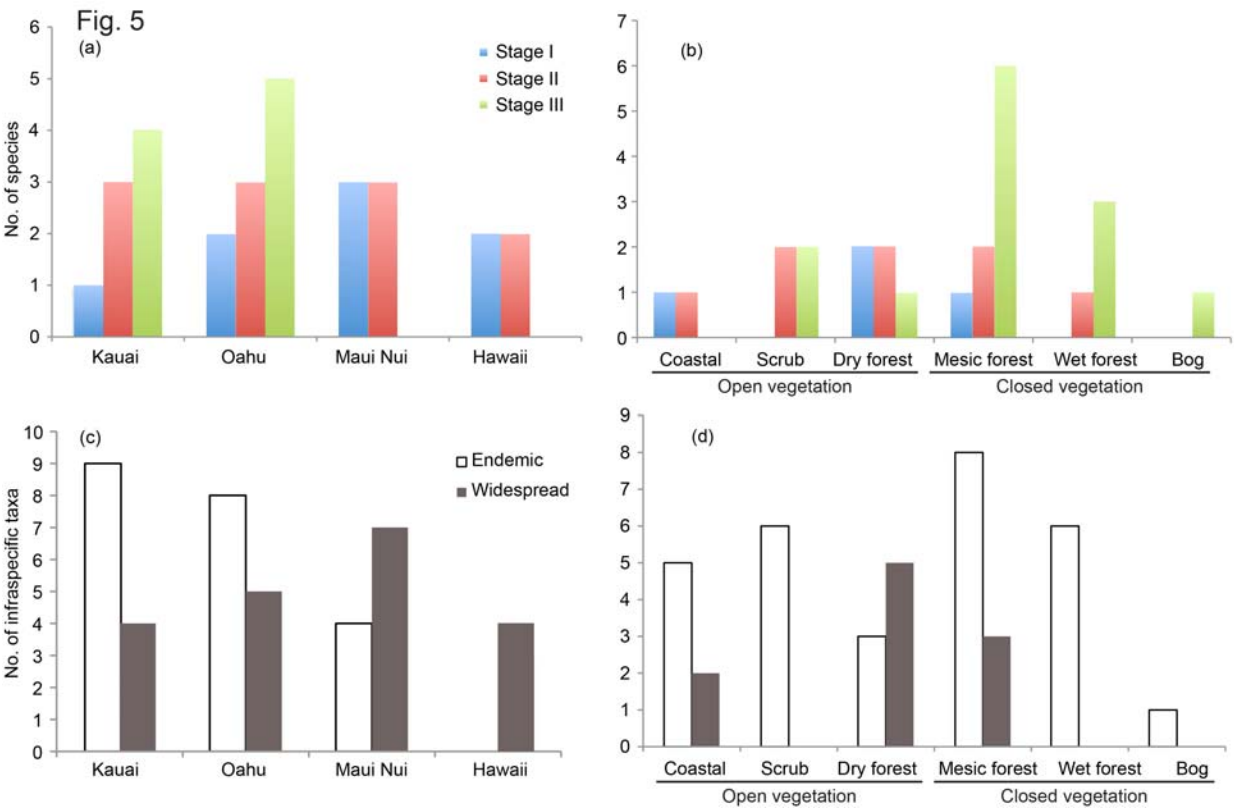 Fig. 5
(a)
Stage I
Stage II
Stage III
No. of species
6
5
4
3
2
1
0
Kauai Oahu Maui Nui Hawaii
(b)
7
6
5
4
3
2
1
0
Coastal Scrub Dry forest Mesic forest Wet forest Bog
Open vegetation Closed vegetation
(c)
Endemic
Widespread
No. of infraspecific taxa
10
9
8
7
6
5
4
3
2
1
0
Kauai Oahu Maui Nui Hawaii
(d)
9
8
7
6
5
4
3
2
1
0
Coastal Scrub Dry forest Mesic forest Wet forest Bog
Open vegetation Closed vegetation